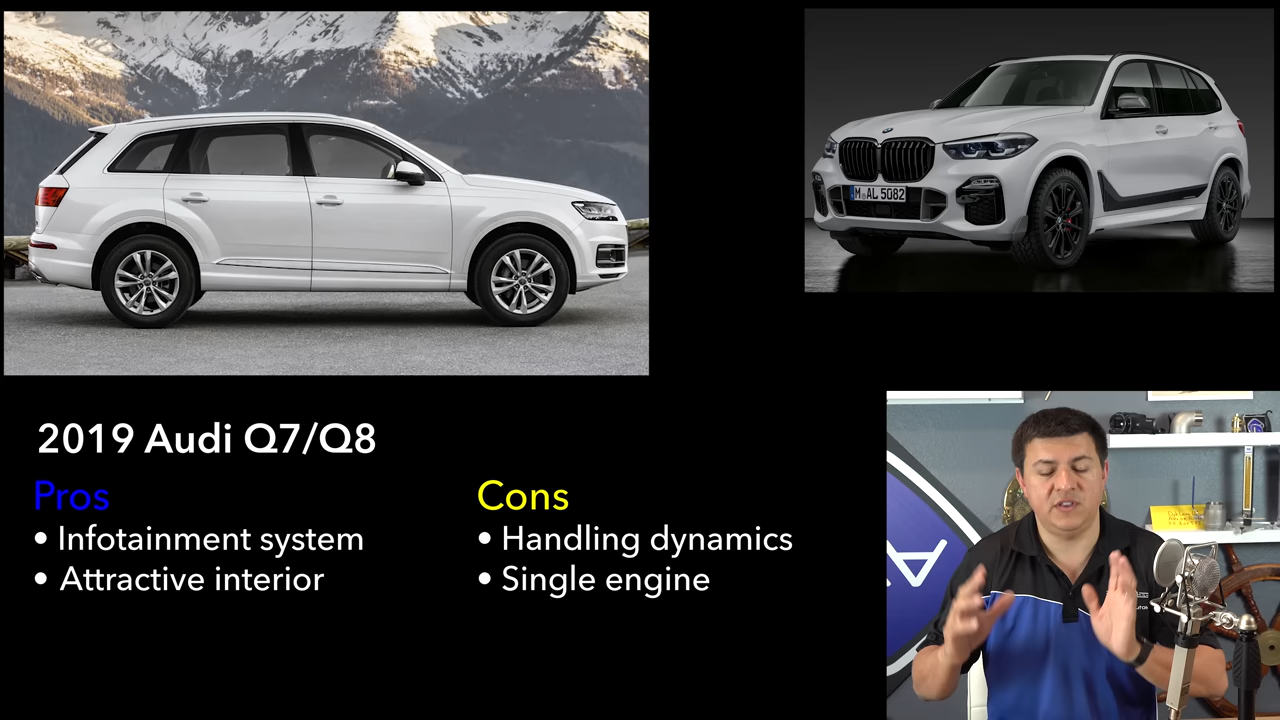 M AL 5082
2019 Audi Q7/Q8
Pros
• Infotainment system
• Attractive interior
Cons
• Handling dynamics
• Single engine